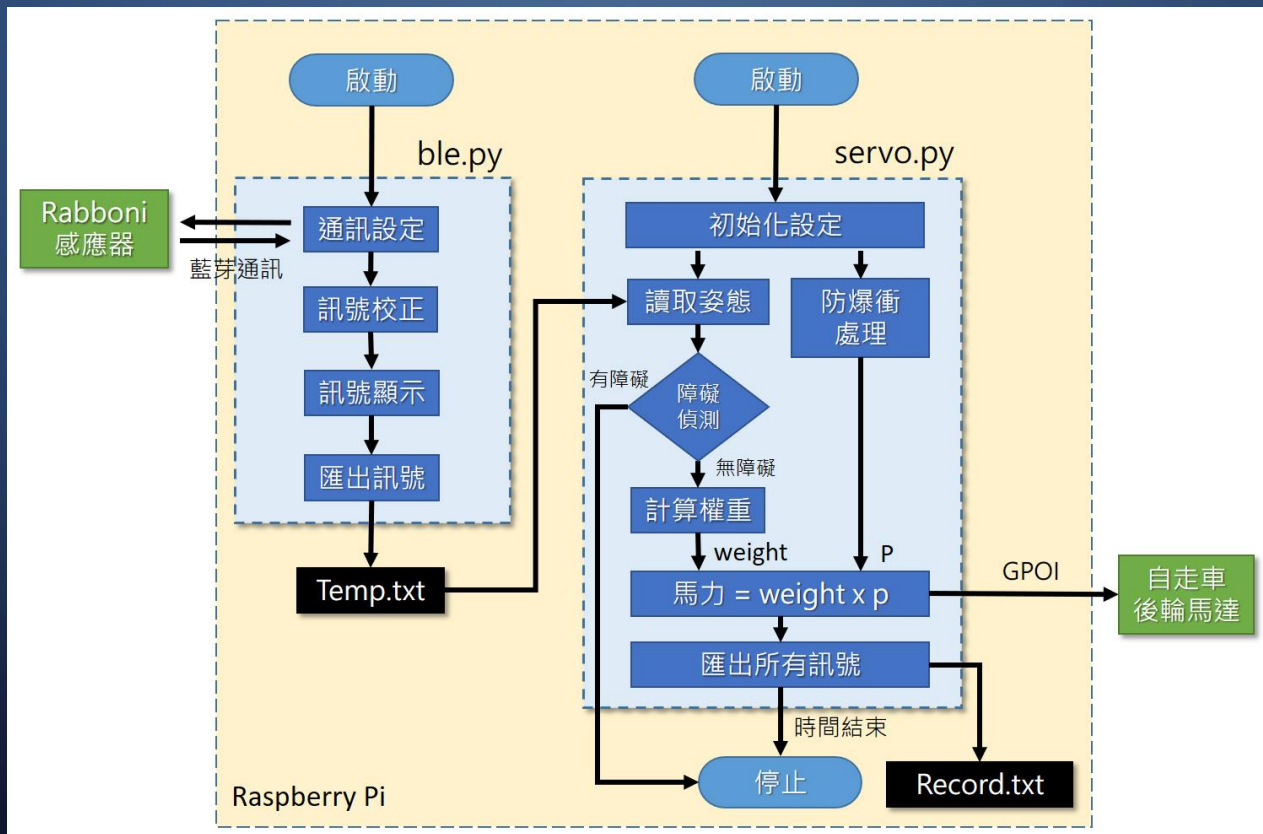 啟動
ble.py
Rabboni
感應器
藍芽通訊
通訊設定
訊號校正
訊號顯示
匯出訊號
Temp.txt
啟動
servo.py
初始化設定
讀取姿態
防爆衝
處理
有障礙
障礙
偵測
無障礙
計算權重
weight
P
馬力 = weight x p
GPOI
自走車
後輪馬達
匯出所有訊號
時間結束
停止
Record.txt
Raspberry Pi